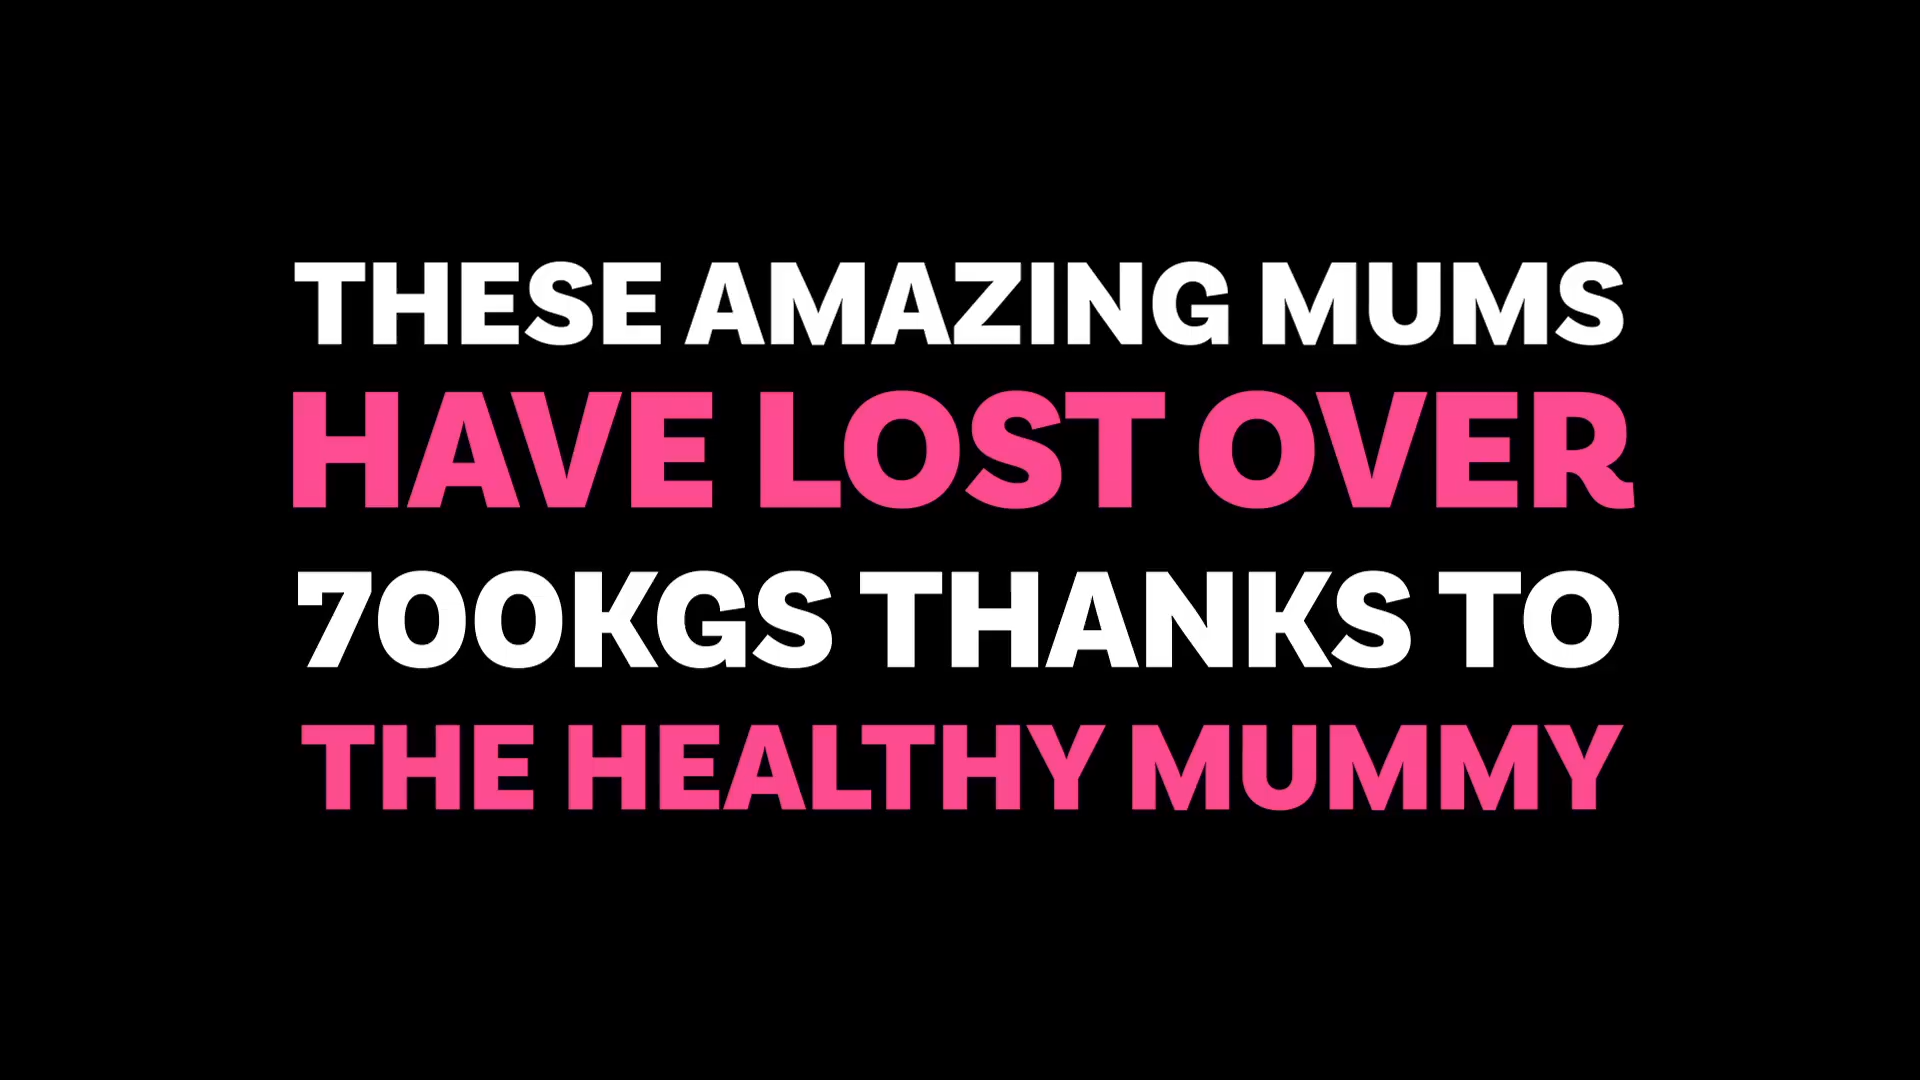 THESE AMAZING MUMS
HAVE LOST OVER
700KGS THANKS TO
THE HEALTHY MUMMY